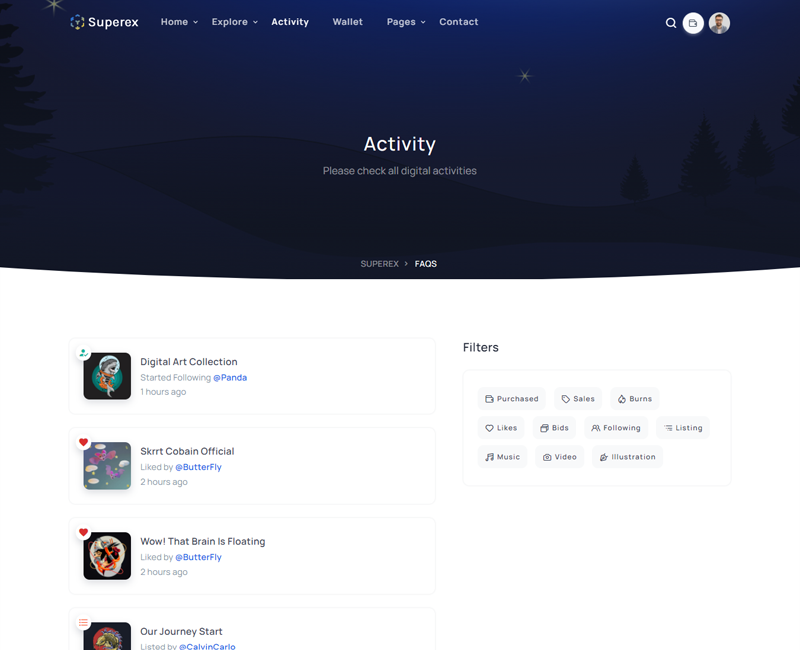 Superex Home Explore Activity Wallet Pages Contact
Activity
Please check all digital activities
SUPEREX > FAQS
Digital Art Collection
Started Following @Panda
1 hours ago
Skrrt Cobain Official
Liked by @ButterFly
2 hours ago
Wow! That Brain Is Floating
Liked by @ButterFly
2 hours ago
Our Journey Start
Listed by @CalvinCarlo
Filters
Purchased Sales Burns
Likes Bids Following Listing
Music Video Illustration